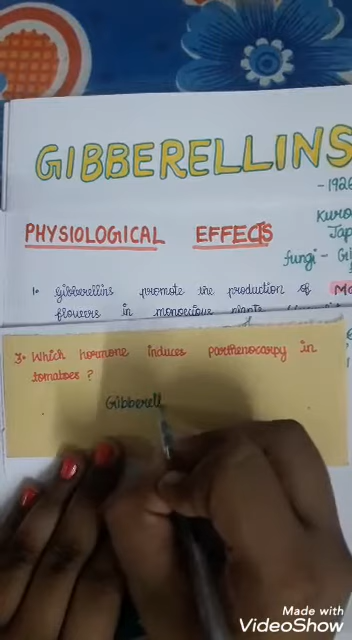 GIBBERELLINS
- 1926
Kuro
Jap
PHYSIOLOGICAL EFFECTS
fungi - Gi
1. Gibberellins promote the production of Ma
flowers in monoecious plants
3. Which hormone induces parthenocarpy in
tomatoes ?
Gibberell
Made with
VideoShow